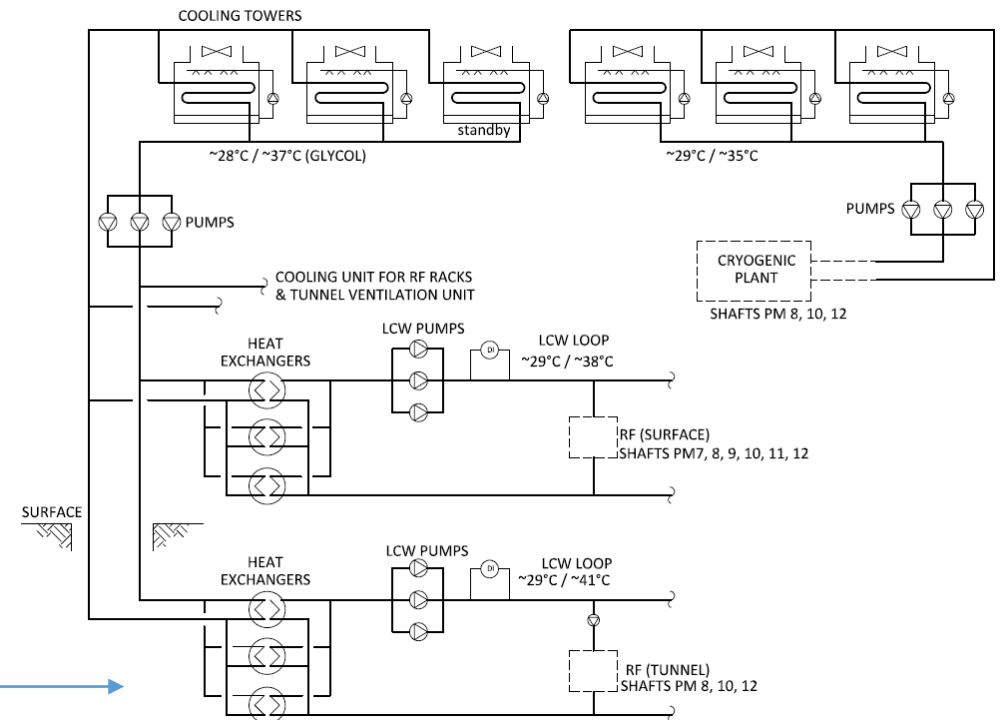 COOLING TOWERS
standby
~28°C / ~37°C (GLYCOL)
~29°C / ~35°C
PUMPS
PUMPS
CRYOGENIC
PLANT
SHAFTS PM 8, 10, 12
COOLING UNIT FOR RF RACKS
& TUNNEL VENTILATION UNIT
LCW PUMPS
HEAT
EXCHANGERS
DI
LCW LOOP
~29°C / ~38°C
RF (SURFACE)
SHAFTS PM7, 8, 9, 10, 11, 12
SURFACE
LCW PUMPS
HEAT
EXCHANGERS
DI
LCW LOOP
~29°C / ~41°C
RF (TUNNEL)
SHAFTS PM 8, 10, 12